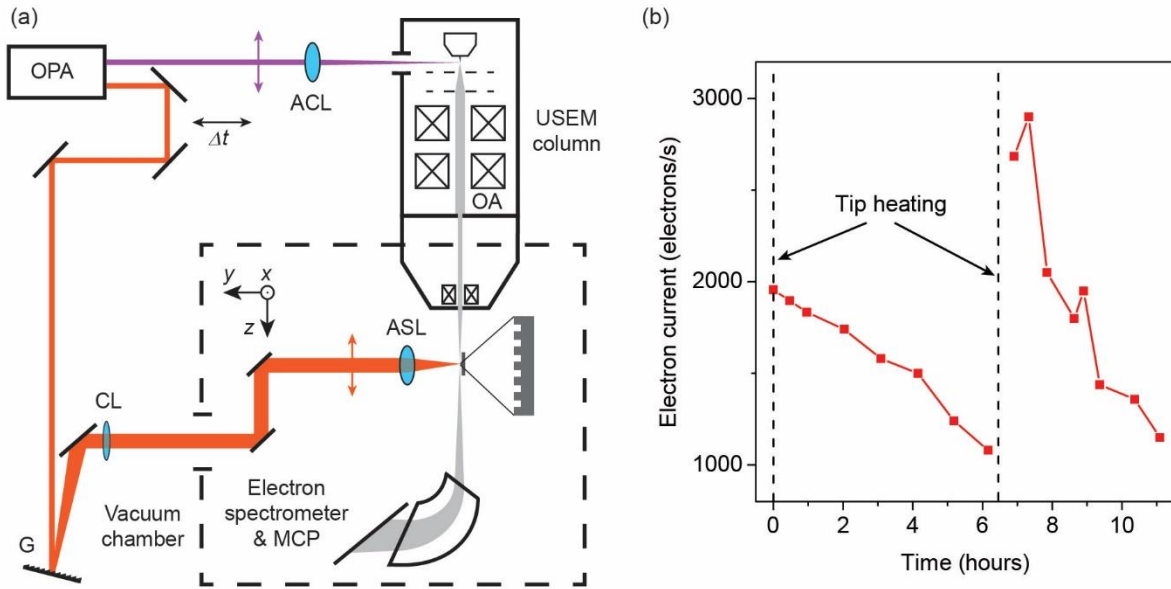 (a)
OPA
ACL
Δt
USEM
column
OA
y
x
z
ASL
CL
Electron
spectrometer
& MCP
Vacuum
chamber
G
(b)
Electron current (electrons/s)
3000
2000
1000
Tip heating
0
2
4
6
8
10
Time (hours)